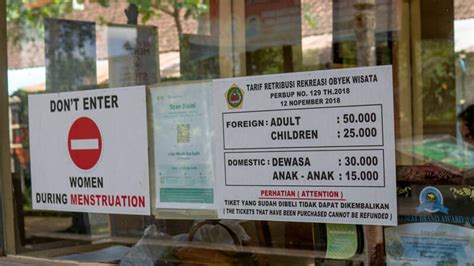 DON'T ENTER
WOMEN
DURING MENSTRUATION
TARIF RETRIBUSI REKREASI OBYEK WISATA
PERBUP NO. 129 TH.2018
12 NOPEMBER 2018
FOREIGN : ADULT : 50.000
CHILDREN : 25.000
DOMESTIC : DEWASA : 30.000
ANAK - ANAK : 15.000
PERHATIAN ( ATTENTION )
TIKET YANG SUDAH DIBELI TIDAK DAPAT DIKEMBALIKAN
( THE TICKETS THAT HAVE BEEN PURCHASED CANNOT BE REFUNDED )